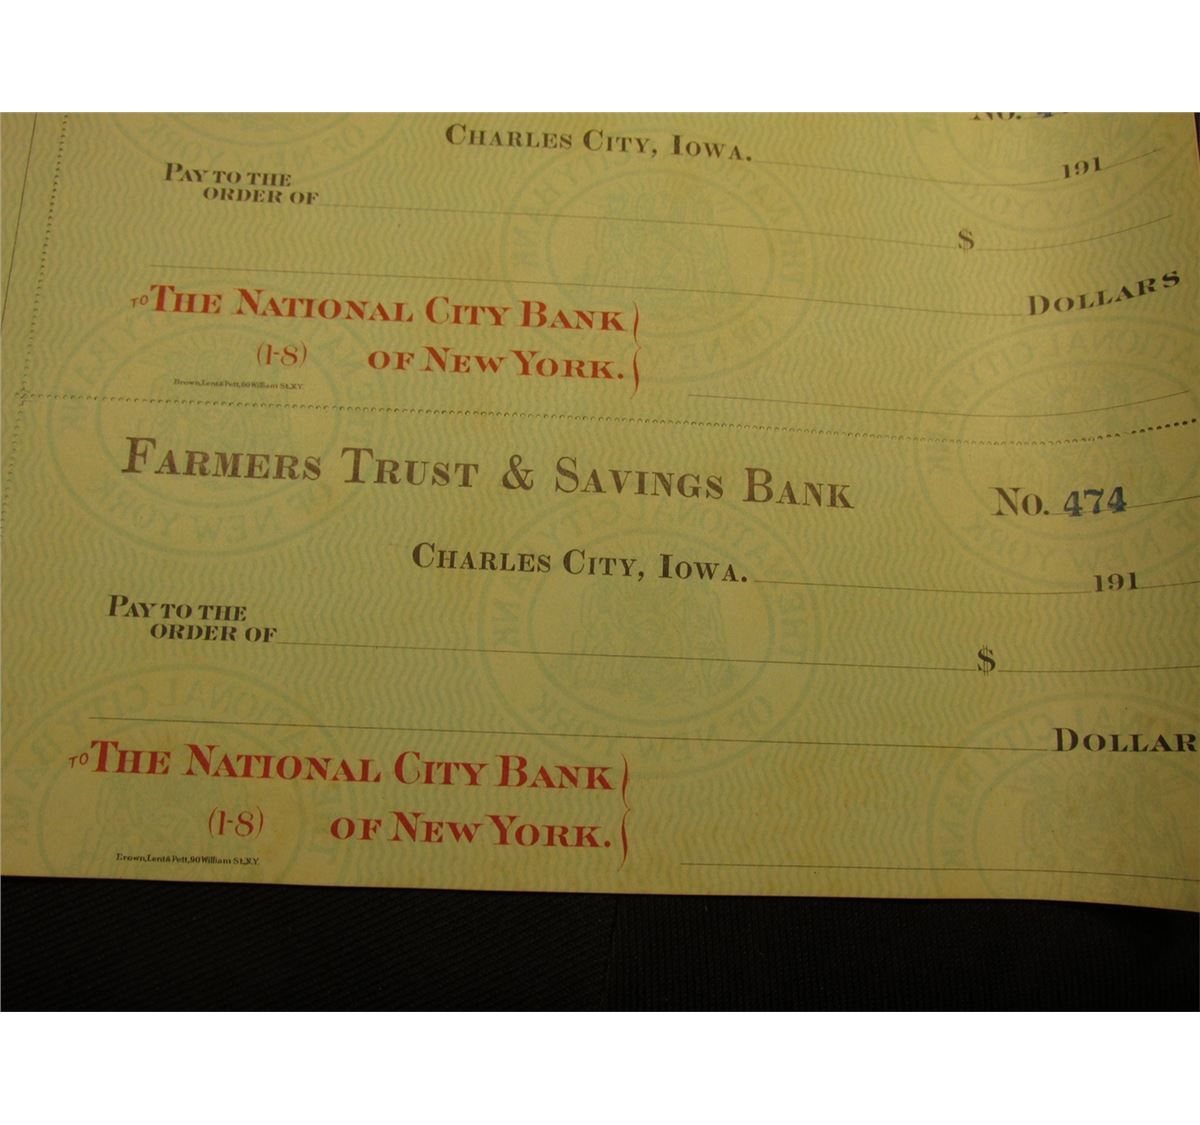 No. 4
CHARLES CITY, IOWA. 191
PAY TO THE
ORDER OF
$
DOLLARS
TO THE NATIONAL CITY BANK
(1-8) OF NEW YORK.
Brown, Lent & Pett, 90 William St., N.Y.
FARMERS TRUST & SAVINGS BANK No. 474
CHARLES CITY, IOWA. 191
PAY TO THE
ORDER OF
$
DOLLAR
TO THE NATIONAL CITY BANK
(1-8) OF NEW YORK.
Brown, Lent & Pett, 90 William St., N.Y.